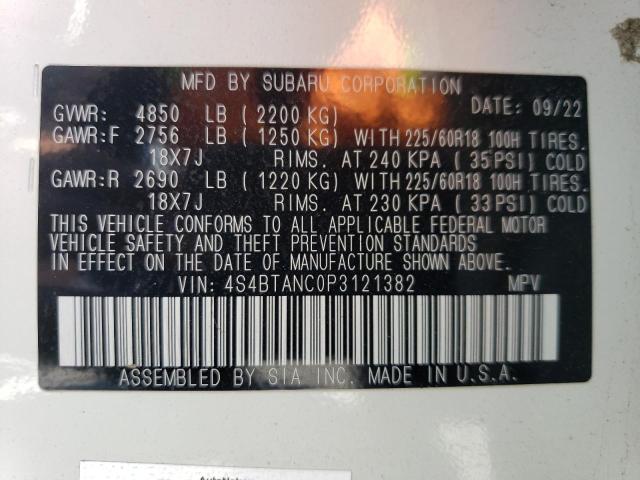 MFD BY SUBARU CORPORATION
GVWR: 4850 LB ( 2200 KG) DATE: 09/22
GAWR:F 2756 LB ( 1250 KG) WITH 225/60R18 100H TIRES.
18X7J RIMS. AT 240 KPA ( 35 PSI) COLD
GAWR:R 2690 LB ( 1220 KG) WITH 225/60R18 100H TIRES.
18X7J RIMS. AT 230 KPA ( 33 PSI) COLD
THIS VEHICLE CONFORMS TO ALL APPLICABLE FEDERAL MOTOR
VEHICLE SAFETY AND THEFT PREVENTION STANDARDS
IN EFFECT ON THE DATE OF MANUFACTURE SHOWN ABOVE.
VIN: 4S4BTANC0P3121382 MPV
ASSEMBLED BY SIA INC. MADE IN U.S.A.